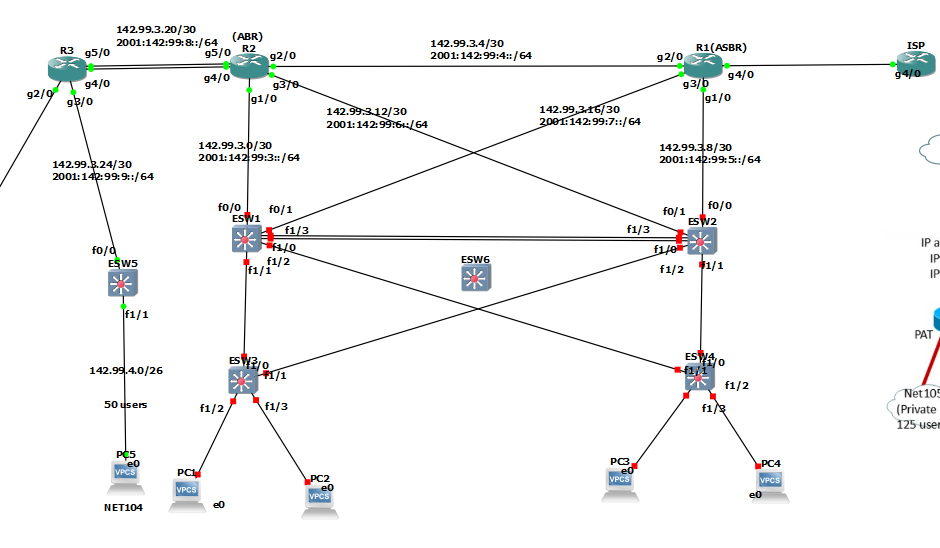 142.99.3.20/30
2001:142:99:8::/64
(ABR)
R2
R3
g5/0
g5/0
g4/0
g4/0
g2/0
g3/0
g2/0
g3/0
g1/0
142.99.3.4/30
2001:142:99:4::/64
R1(ASBR)
g2/0
g3/0
g4/0
g1/0
ISP
g4/0
142.99.3.12/30
2001:142:99:6::/64
142.99.3.16/30
2001:142:99:7::/64
142.99.3.0/30
2001:142:99:3::/64
142.99.3.8/30
2001:142:99:5::/64
142.99.3.24/30
2001:142:99:9::/64
f0/0
f0/1
ESW1
f1/3
f1/0
f1/2
f1/1
f0/1
f0/0
ESW2
f1/3
f1/0
f1/2
f1/1
f0/0
ESW5
f1/1
ESW6
IP a
IP
IP
PAT
ESW3
f1/0
f1/1
f1/2
f1/3
ESW4
f1/0
f1/1
f1/2
f1/3
142.99.4.0/26
50 users
Net105
(Private
125 user
PC5
e0
NET104
PC1
e0
PC2
e0
PC3
e0
PC4
e0
VPCS
VPCS
VPCS
VPCS
VPCS